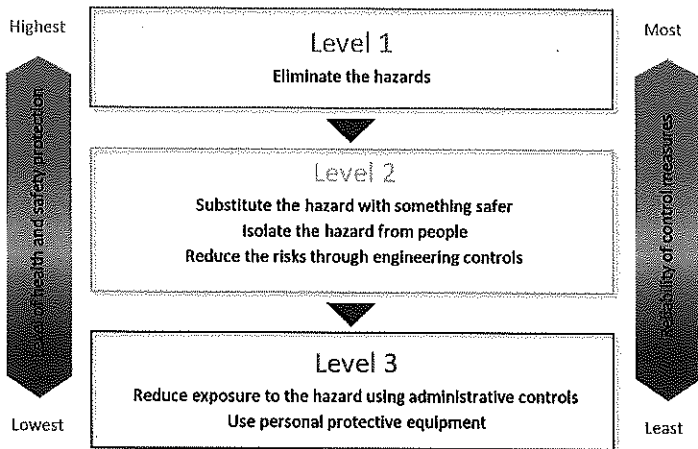 Highest
Most
Level 1
Eliminate the hazards
Level 2
Substitute the hazard with something safer
Isolate the hazard from people
Reduce the risks through engineering controls
Level 3
Reduce exposure to the hazard using administrative controls
Use personal protective equipment
of health and safety protection
of control measures
Lowest
Least